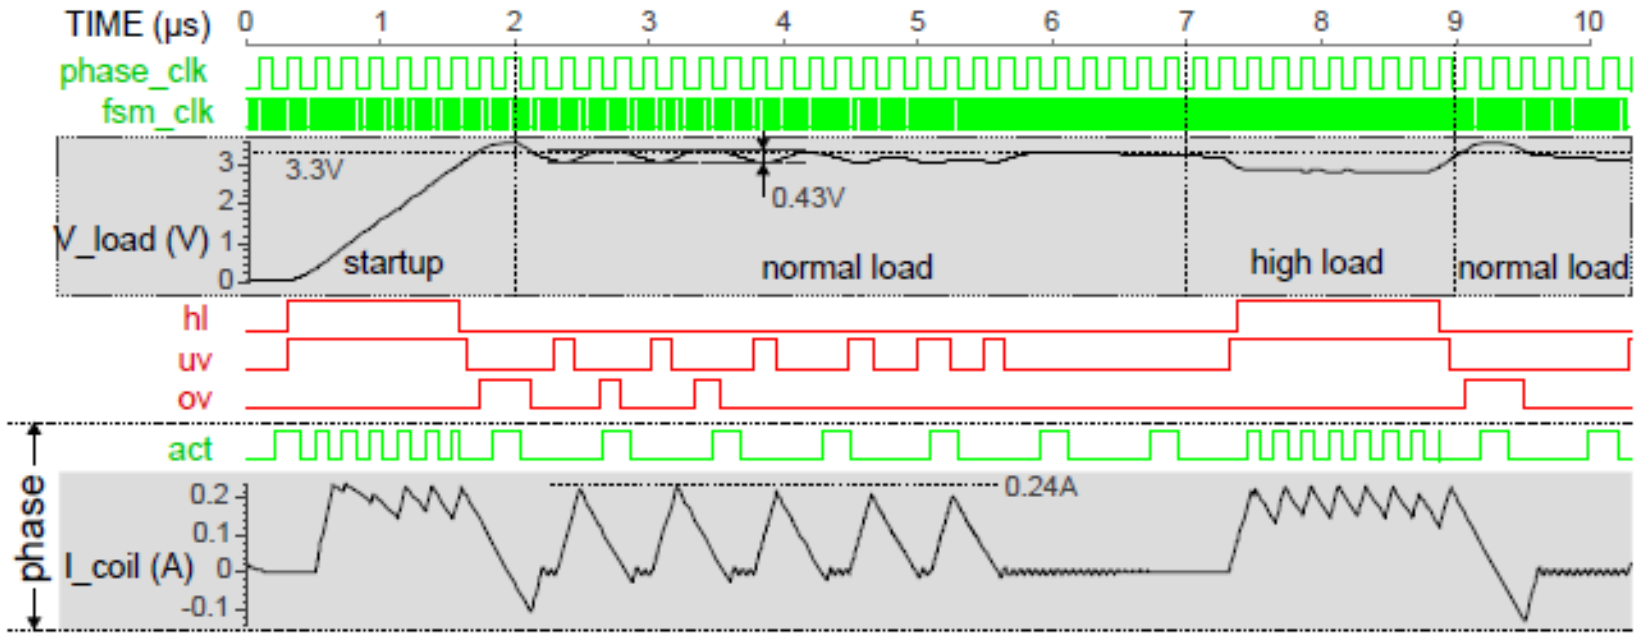 TIME (µs) 0 1 2 3 4 5 6 7 8 9 10
phase_clk
fsm_clk
3.3V
3
2
0.43V
V_load (V) 1
0
startup
normal load
high load
normal load
hl
uv
ov
act
phase
0.2
0.24A
0.1
I_coil (A) 0
-0.1